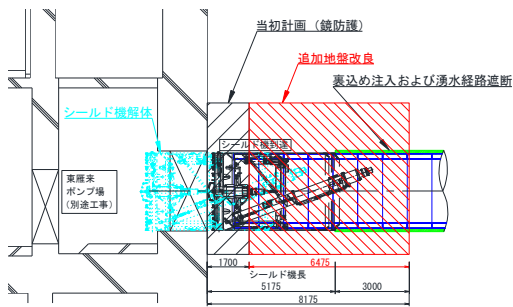 当初計画（鏡防護）
追加地盤改良
裏込め注入および湧水経路遮断
シールド機解体
シールド機到達
東雁来
ポンプ場
（別途工事）
1700
6475
シールド機長
5175
3000
8175